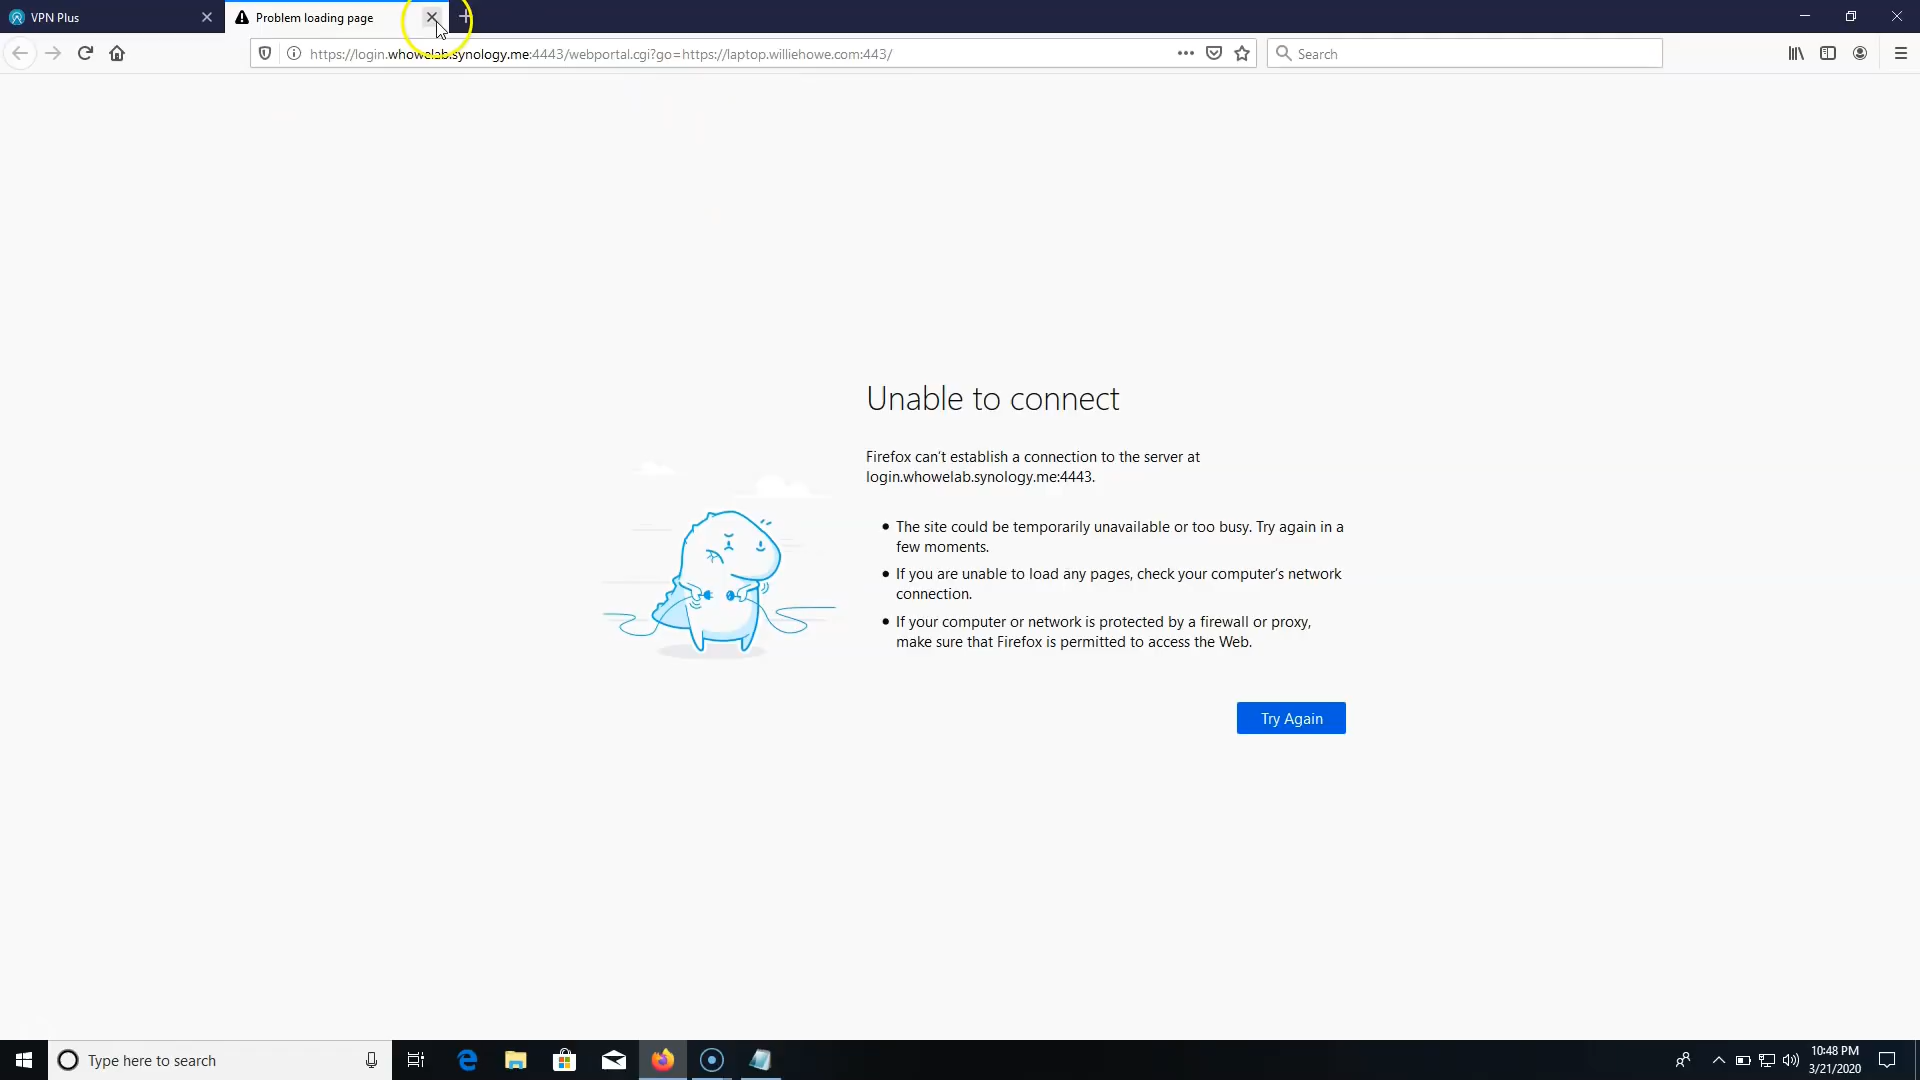 VPN Plus
Problem loading page
https://login.whowelab.synology.me:4443/webportal.cgi?go=https://laptop.williehowe.com:443/
Search
Unable to connect
Firefox can't establish a connection to the server at
login.whowelab.synology.me:4443.
The site could be temporarily unavailable or too busy. Try again in a
few moments.
If you are unable to load any pages, check your computer's network
connection.
If your computer or network is protected by a firewall or proxy,
make sure that Firefox is permitted to access the Web.
Try Again
Type here to search
10:48 PM
3/21/2020